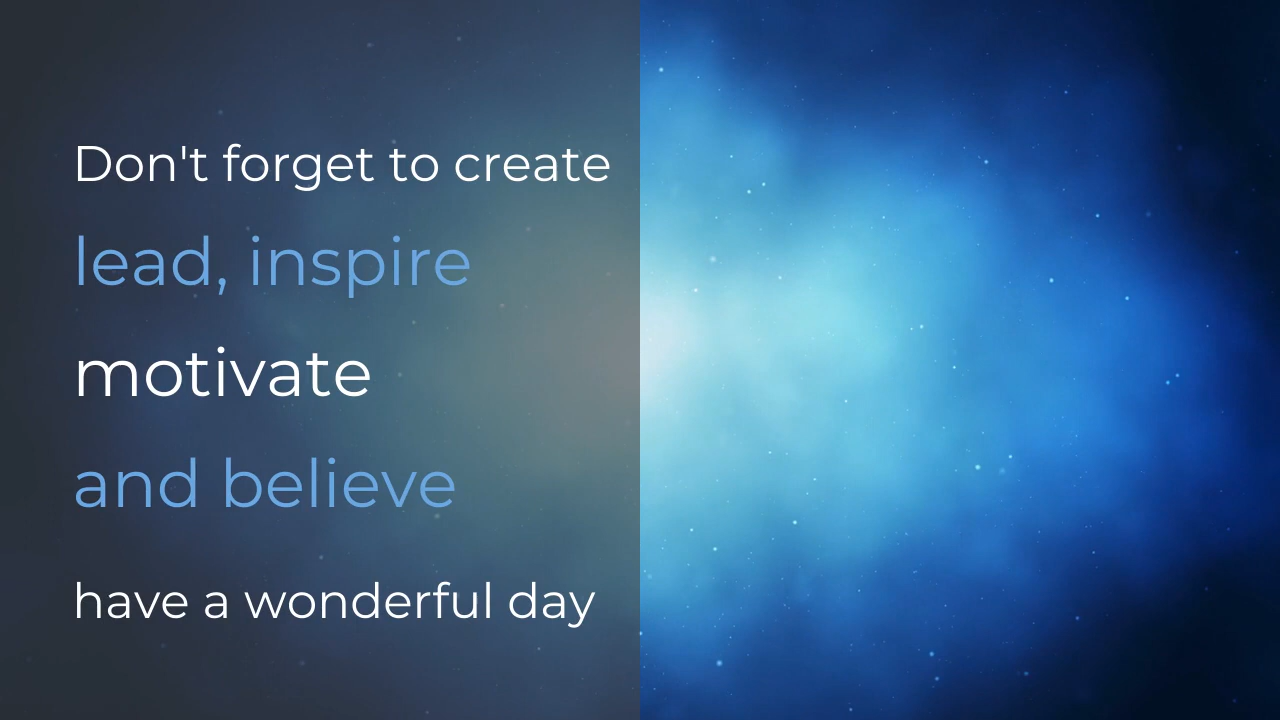 Don't forget to create
lead, inspire
motivate
and believe
have a wonderful day